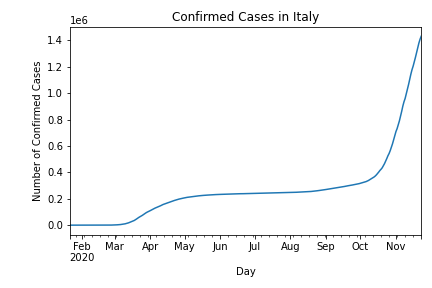 Confirmed Cases in Italy
1e6
1.4
1.2
1.0
0.8
0.6
0.4
0.2
0.0
Number of Confirmed Cases
Feb Mar Apr May Jun Jul Aug Sep Oct Nov
2020
Day